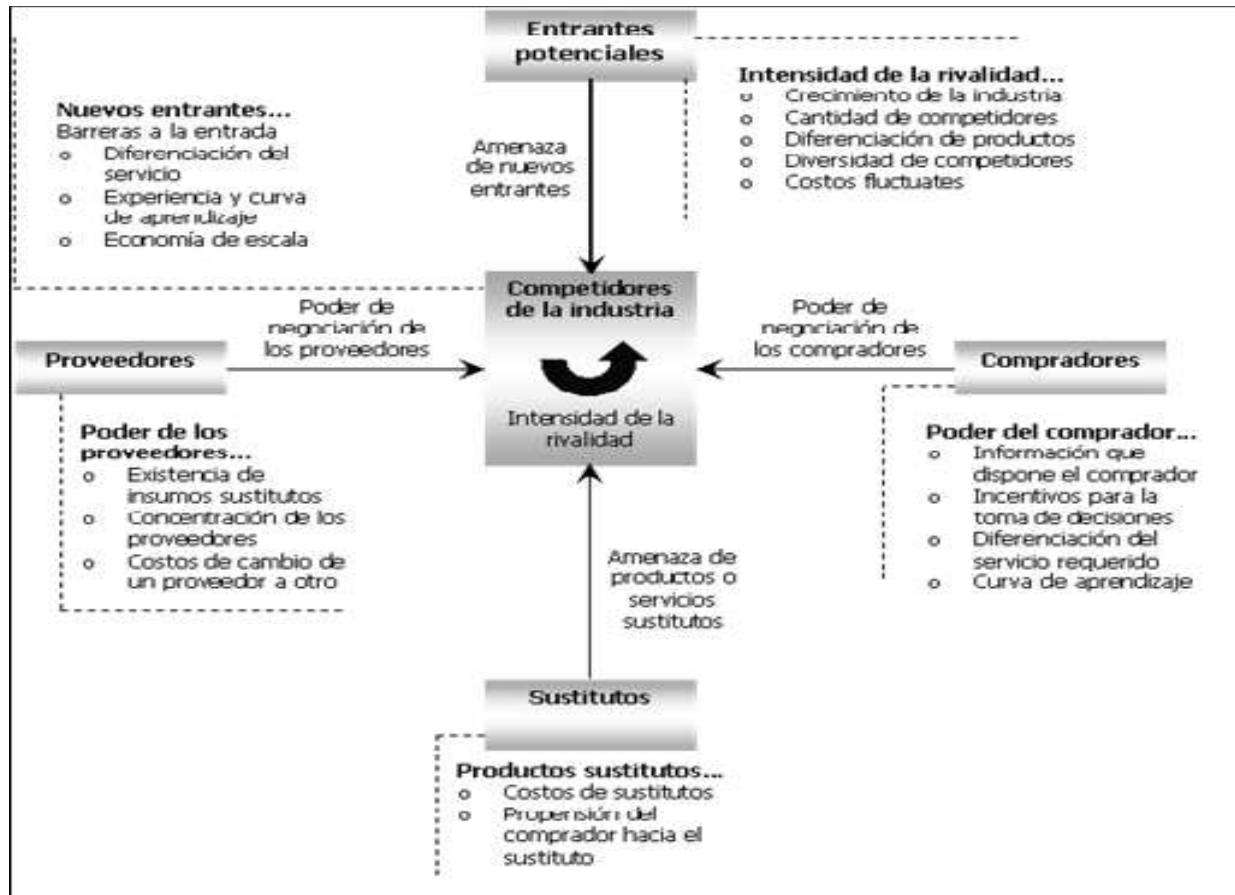 Entrantes
potenciales
Intensidad de la rivalidad...
o Crecimiento de la industria
o Cantidad de competidores
o Diferenciación de productos
o Diversidad de competidores
o Costos fluctuates
Nuevos entrantes...
Barreras a la entrada
o Diferenciación del
servicio
o Experiencia y curva
de aprendizaje
o Economía de escala
Amenaza
de nuevos
entrantes
Competidores
de la industria
Intensidad de la
rivalidad
Poder de
negociación de
los proveedores
Proveedores
Poder de
negociación de
los compradores
Compradores
Poder de los
proveedores...
o Existencia de
insumos sustitutos
o Concentración de los
proveedores
o Costos de cambio de
un proveedor a otro
Poder del comprador...
o Información que
dispone el comprador
o Incentivos para la
toma de decisiones
o Diferenciación del
servicio requerido
o Curva de aprendizaje
Amenaza de
productos o
servicios
sustitutos
Sustitutos
Productos sustitutos...
o Costos de sustitutos
o Propensión del
comprador hacia el
sustituto